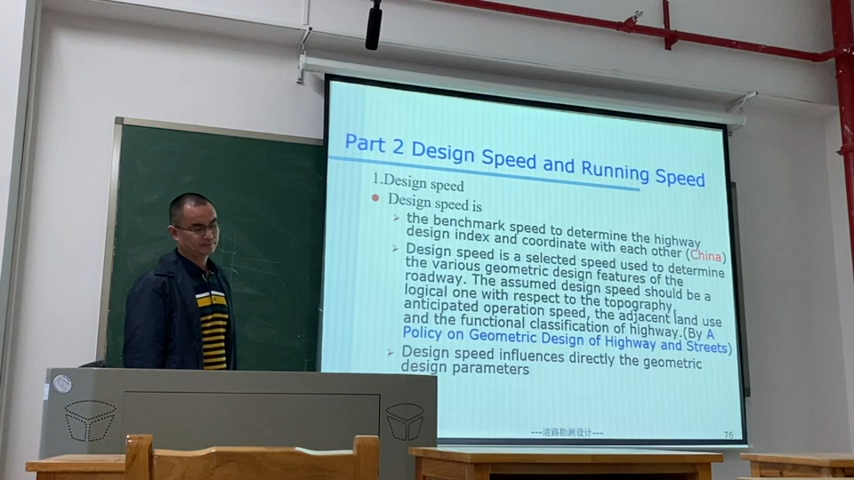 Part 2 Design Speed and Running Speed
1.Design speed
Design speed is
the benchmark speed to determine the highway
design index and coordinate with each other (China)
Design speed is a selected speed used to determine
the various geometric design features of the
roadway. The assumed design speed should be a
logical one with respect to the topography,
anticipated operation speed, the adjacent land use
and the functional classification of highway.(By A
Policy on Geometric Design of Highway and Streets)
Design speed influences directly the geometric
design parameters
---道路勘测设计---
76